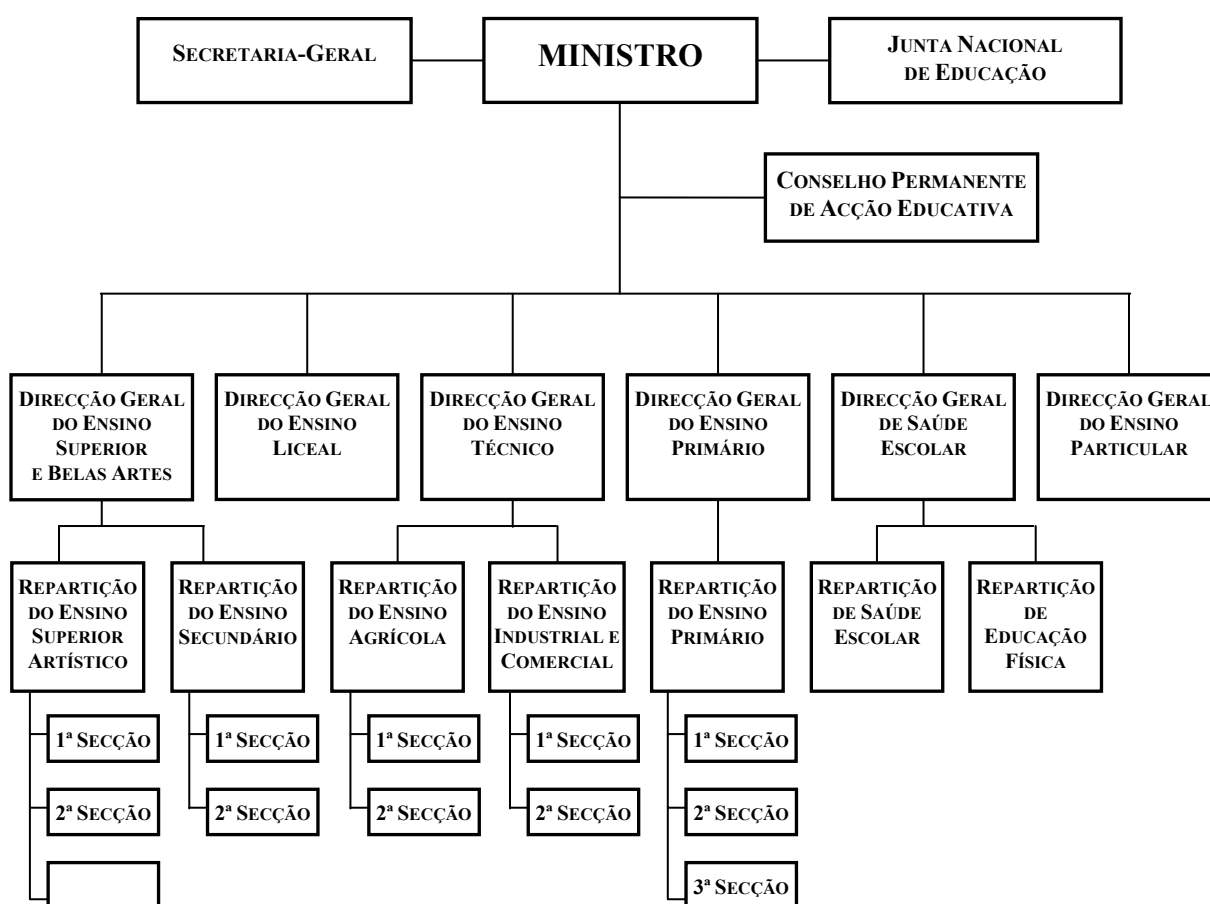 SECRETARIA-GERAL
MINISTRO
JUNTA NACIONAL
DE EDUCAÇÃO
CONSELHO PERMANENTE
DE ACÇÃO EDUCATIVA
DIRECÇÃO GERAL
DO ENSINO
SUPERIOR
E BELAS ARTES
DIRECÇÃO GERAL
DO ENSINO
LICEAL
DIRECÇÃO GERAL
DO ENSINO
TÉCNICO
DIRECÇÃO GERAL
DO ENSINO
PRIMÁRIO
DIRECÇÃO GERAL
DE SAÚDE
ESCOLAR
DIRECÇÃO GERAL
DO ENSINO
PARTICULAR
REPARTIÇÃO
DO ENSINO
SUPERIOR
ARTÍSTICO
REPARTIÇÃO
DO ENSINO
SECUNDÁRIO
REPARTIÇÃO
DO ENSINO
AGRÍCOLA
REPARTIÇÃO
DO ENSINO
INDUSTRIAL E
COMERCIAL
REPARTIÇÃO
DO ENSINO
PRIMÁRIO
REPARTIÇÃO
DE SAÚDE
ESCOLAR
REPARTIÇÃO
DE
EDUCAÇÃO
FÍSICA
1ª SECÇÃO
1ª SECÇÃO
1ª SECÇÃO
1ª SECÇÃO
1ª SECÇÃO
2ª SECÇÃO
2ª SECÇÃO
2ª SECÇÃO
2ª SECÇÃO
2ª SECÇÃO
3ª SECÇÃO